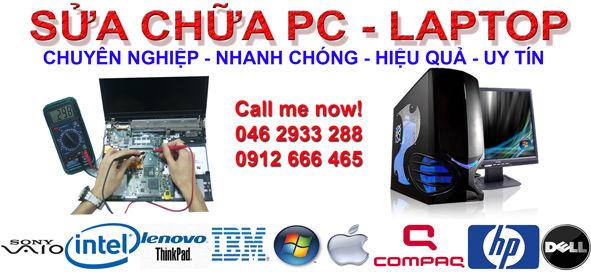 SỬA CHỮA PC - LAPTOP
CHUYÊN NGHIỆP - NHANH CHÓNG - HIỆU QUẢ - UY TÍN
Call me now!
046 2933 288
0912 666 465
SONY
VAIO
intel
lenovo
ThinkPad
IBM
COMPAQ
hp
DELL